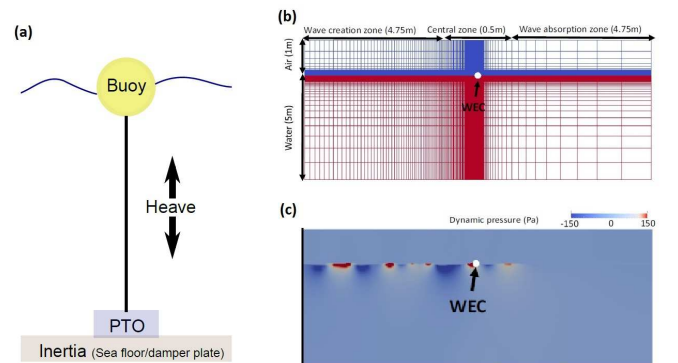 (a)
Buoy
Heave
PTO
Inertia (Sea floor/damper plate)
(b)
Wave creation zone (4.75m) Central zone (0.5m) Wave absorption zone (4.75m)
Air (1m)
Water (5m)
WEC
(c)
Dynamic pressure (Pa)
-150 0 150
WEC